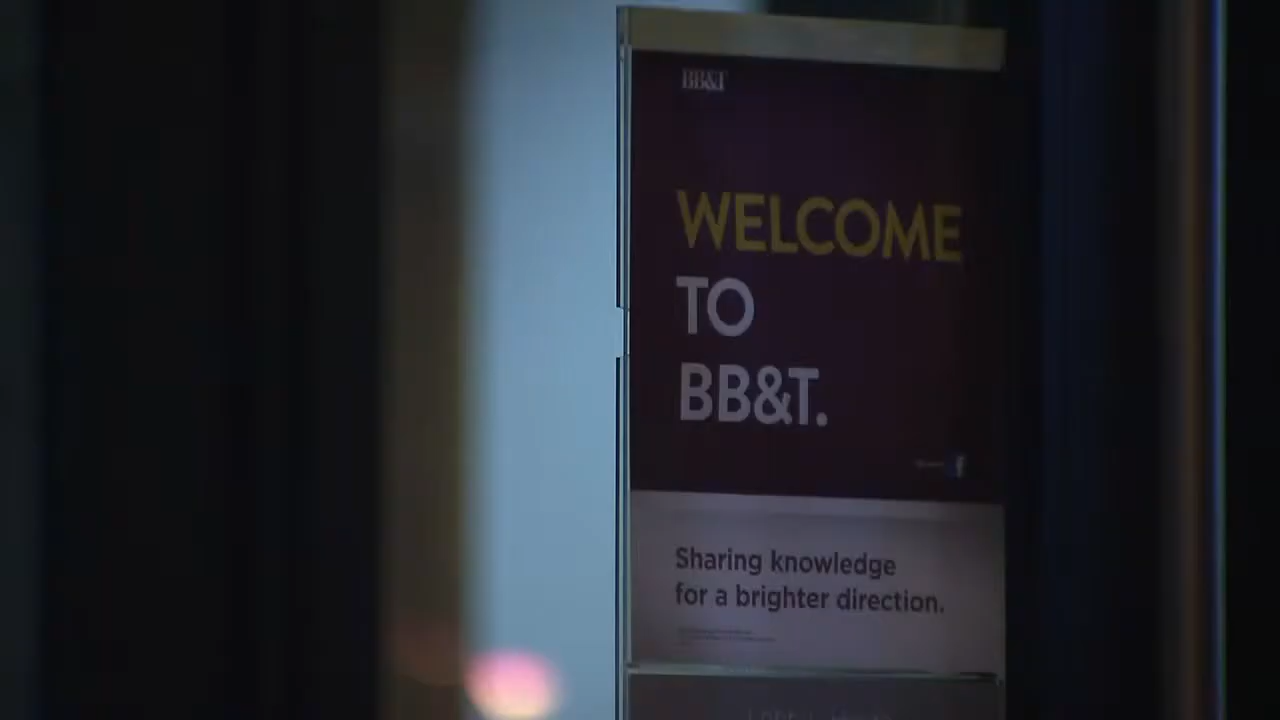 BB&T
WELCOME
TO
BB&T.
Sharing knowledge
for a brighter direction.